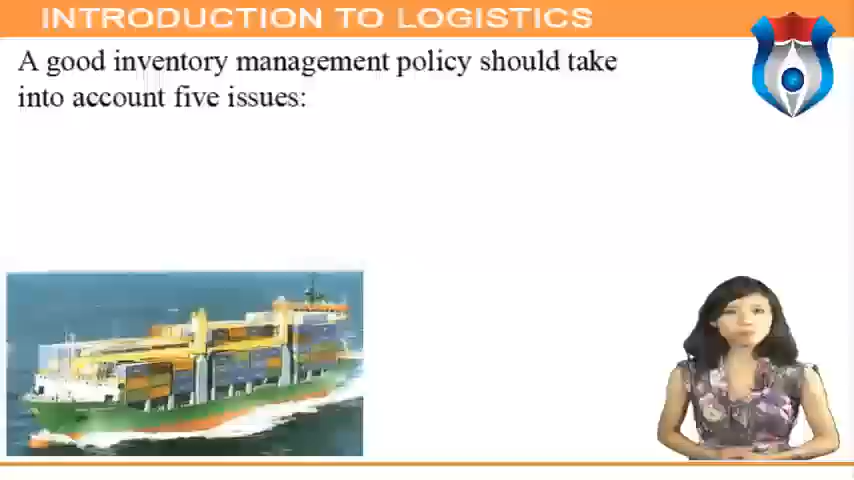 INTRODUCTION TO LOGISTICS
A good inventory management policy should take
into account five issues: